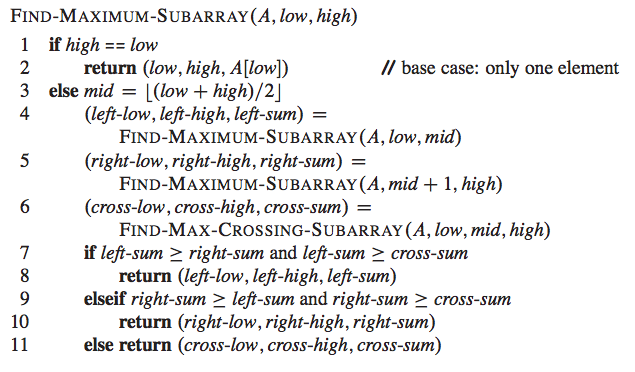 FIND-MAXIMUM-SUBARRAY(A, low, high)
1 if high == low
2 return (low, high, A[low]) // base case: only one element
3 else mid = ⌊(low + high)/2⌋
4 (left-low, left-high, left-sum) =
FIND-MAXIMUM-SUBARRAY(A, low, mid)
5 (right-low, right-high, right-sum) =
FIND-MAXIMUM-SUBARRAY(A, mid + 1, high)
6 (cross-low, cross-high, cross-sum) =
FIND-MAX-CROSSING-SUBARRAY(A, low, mid, high)
7 if left-sum ≥ right-sum and left-sum ≥ cross-sum
8 return (left-low, left-high, left-sum)
9 elseif right-sum ≥ left-sum and right-sum ≥ cross-sum
10 return (right-low, right-high, right-sum)
11 else return (cross-low, cross-high, cross-sum)